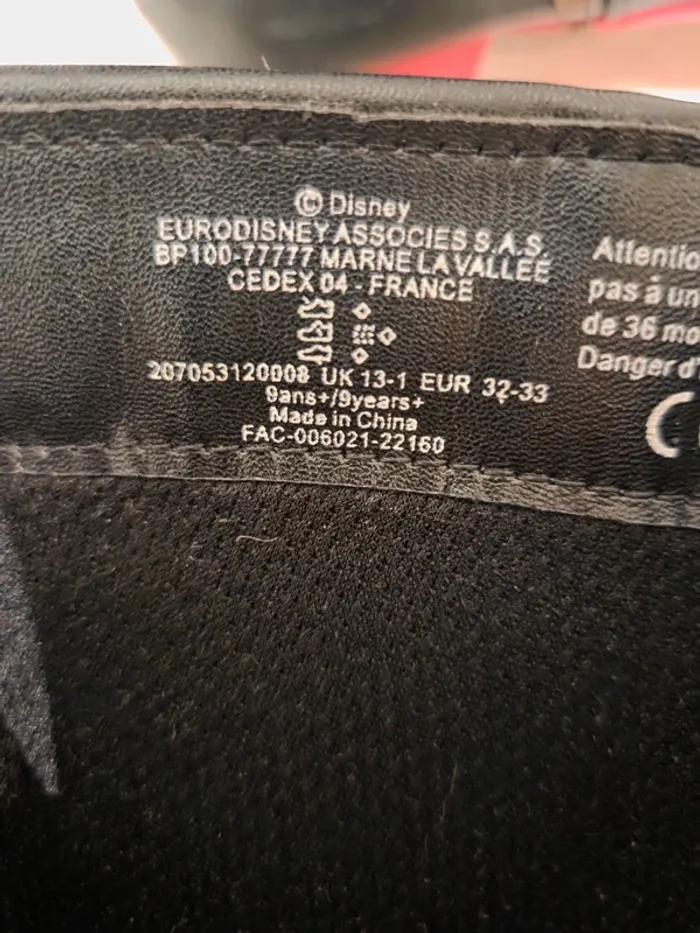 © Disney
EURODISNEY ASSOCIES S.A.S
BP100-77777 MARNE LA VALLÉE
CEDEX 04 - FRANCE
207053120008 UK 13-1 EUR 32-33
9ans+/9years+
Made in China
FAC-006021-22160
Attentio
pas à un
de 36 mo
Danger d'
C